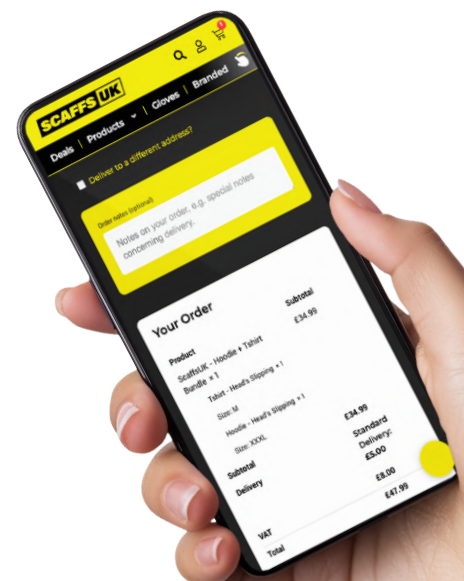 1
SCAFFSUK
Deals | Products | Gloves | Branded
Deliver to a different address?
Order notes (optional)
Notes on your order, e.g. special notes
concerning delivery.
Your Order
Product Subtotal
ScaffsUK - Hoodie + Tshirt £34.99
Bundle × 1
Tshirt - Head's Slipping × 1
Size: M
Hoodie - Head's Slipping × 1
Size: XXXL
Subtotal £34.99
Delivery Standard
Delivery:
£5.00
VAT £8.00
Total £47.99